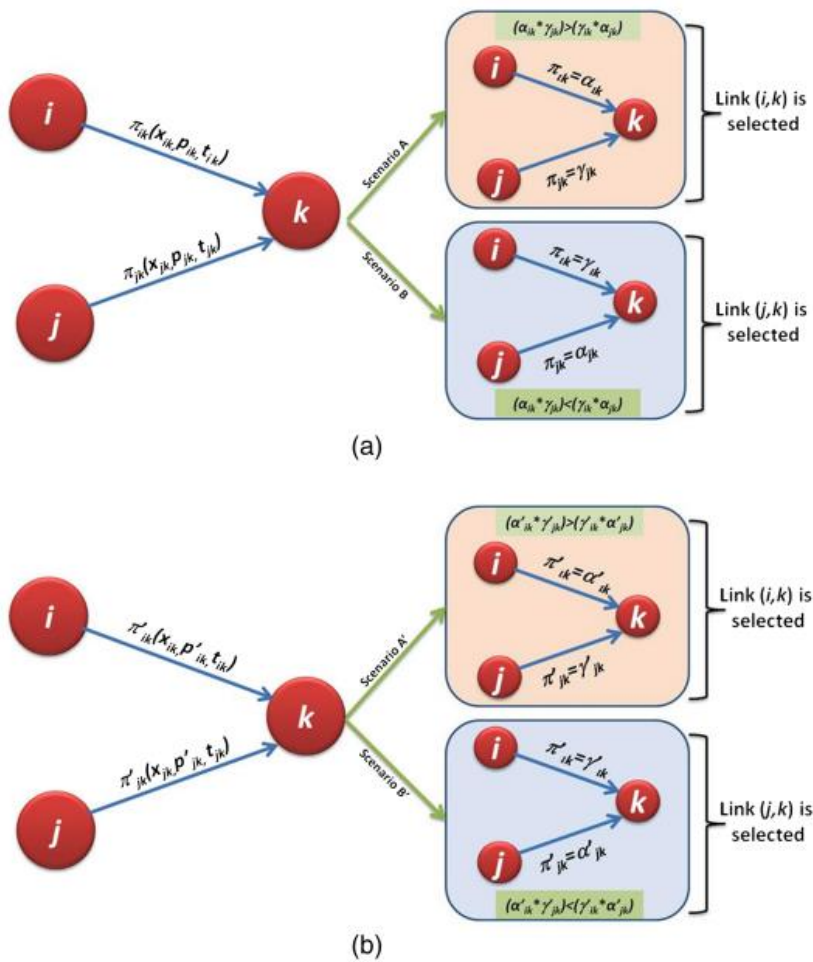 (α_ik*γ_jk)>(γ_ik*α_jk)
i
π_ik(x_ik,p_ik,t_ik)
k
j
π_jk(x_jk,p_jk,t_jk)
Scenario A
Scenario B
i
π_ik=α_ik
k
j
π_jk=γ_jk
Link (i,k) is
selected
i
π_ik=γ_ik
k
j
π_jk=α_jk
(α_ik*γ_jk)<(γ_ik*α_jk)
Link (j,k) is
selected
(a)
(α'_ik*γ'_jk)>(γ'_ik*α'_jk)
i
π'_ik(x_ik,p'_ik,t_ik)
k
j
π'_jk(x_jk,p'_jk,t_jk)
Scenario A'
Scenario B'
i
π'_ik=α'_ik
k
j
π'_jk=γ'_jk
Link (i,k) is
selected
i
π'_ik=γ'_ik
k
j
π'_jk=α'_jk
(α'_ik*γ'_jk)<(γ'_ik*α'_jk)
Link (j,k) is
selected
(b)